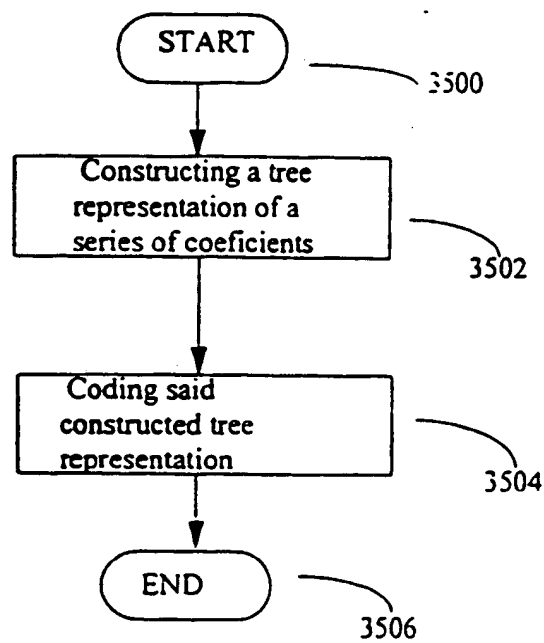 START
3500
Constructing a tree
representation of a
series of coeficients
3502
Coding said
constructed tree
representation
3504
END
3506